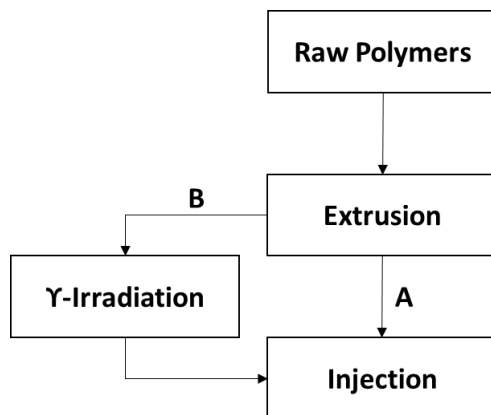 Raw Polymers
B
Extrusion
ϒ-Irradiation
A
Injection